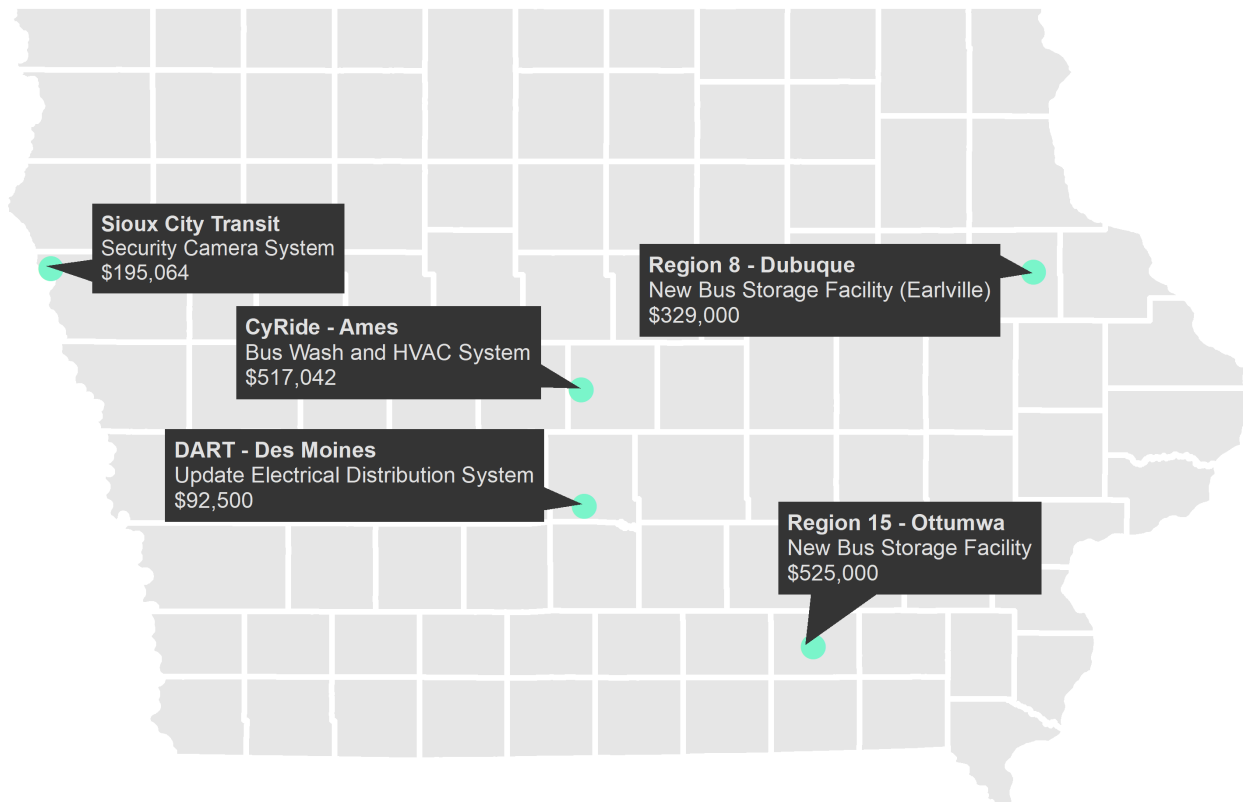 Sioux City Transit
Security Camera System
$195,064
Region 8 - Dubuque
New Bus Storage Facility (Earlville)
$329,000
CyRide - Ames
Bus Wash and HVAC System
$517,042
DART - Des Moines
Update Electrical Distribution System
$92,500
Region 15 - Ottumwa
New Bus Storage Facility
$525,000